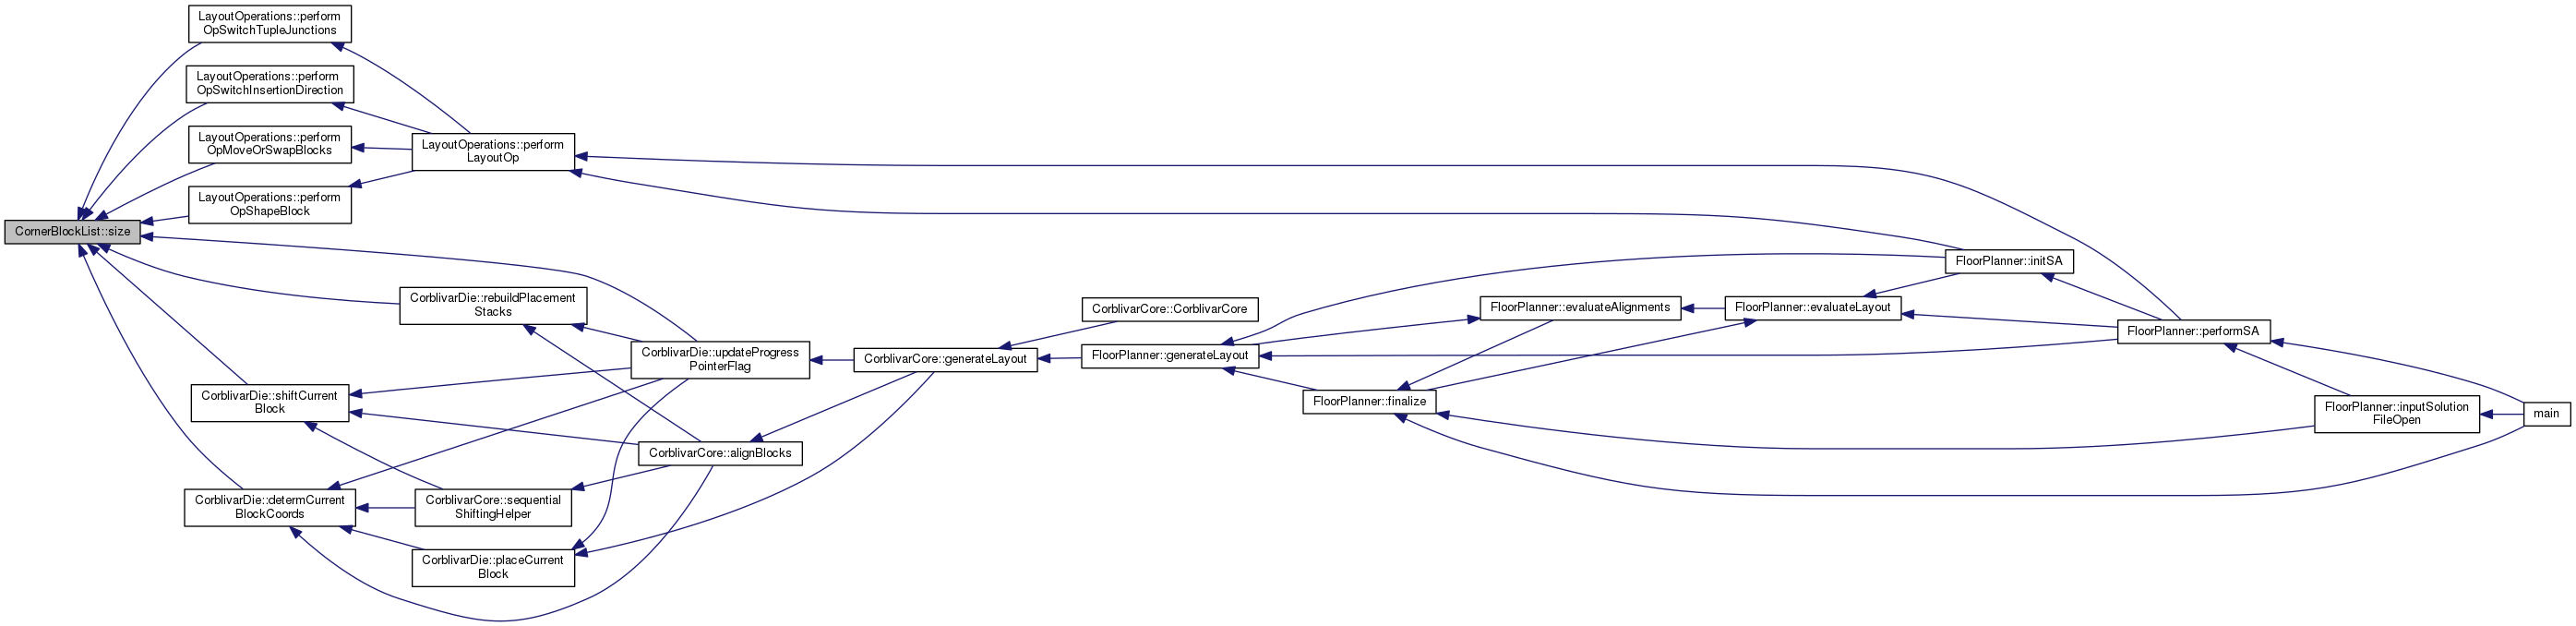 LayoutOperations::perform
OpSwitchTupleJunctions
LayoutOperations::perform
OpSwitchInsertionDirection
LayoutOperations::perform
OpMoveOrSwapBlocks
LayoutOperations::perform
OpShapeBlock
CornerBlockList::size
LayoutOperations::perform
LayoutOp
CorblivarDie::rebuildPlacement
Stacks
CorblivarDie::shiftCurrent
Block
CorblivarDie::determCurrent
BlockCoords
CorblivarCore::sequential
ShiftingHelper
CorblivarDie::placeCurrent
Block
CorblivarDie::updateProgress
PointerFlag
CorblivarCore::alignBlocks
CorblivarCore::generateLayout
CorblivarCore::CorblivarCore
FloorPlanner::generateLayout
FloorPlanner::finalize
FloorPlanner::evaluateAlignments
FloorPlanner::evaluateLayout
FloorPlanner::initSA
FloorPlanner::performSA
FloorPlanner::inputSolution
FileOpen
main